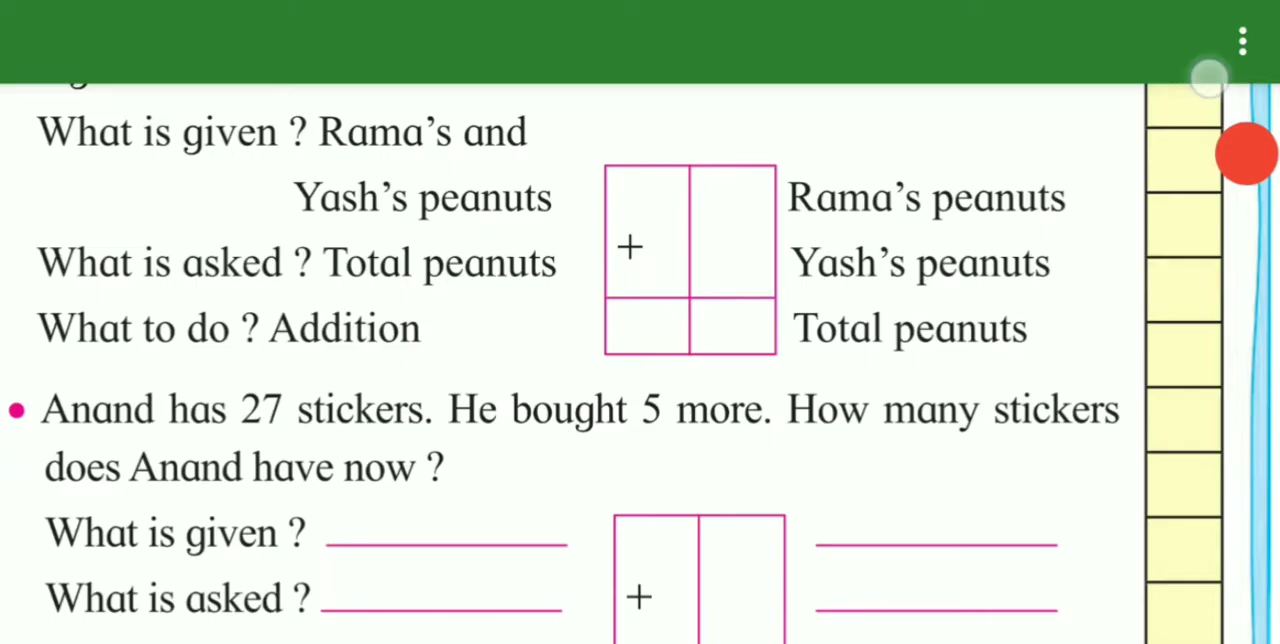 What is given ? Rama's and
Yash's peanuts
Rama's peanuts
What is asked ? Total peanuts
+
Yash's peanuts
What to do ? Addition
Total peanuts
• Anand has 27 stickers. He bought 5 more. How many stickers
does Anand have now ?
What is given ?
What is asked ?
+